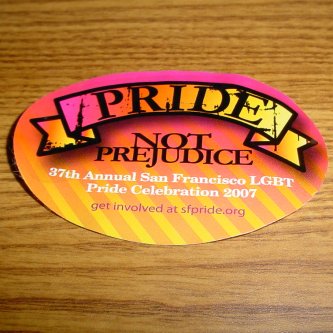 PRIDE
NOT
PREJUDICE
37th Annual San Francisco LGBT
Pride Celebration 2007
get involved at sfpride.org